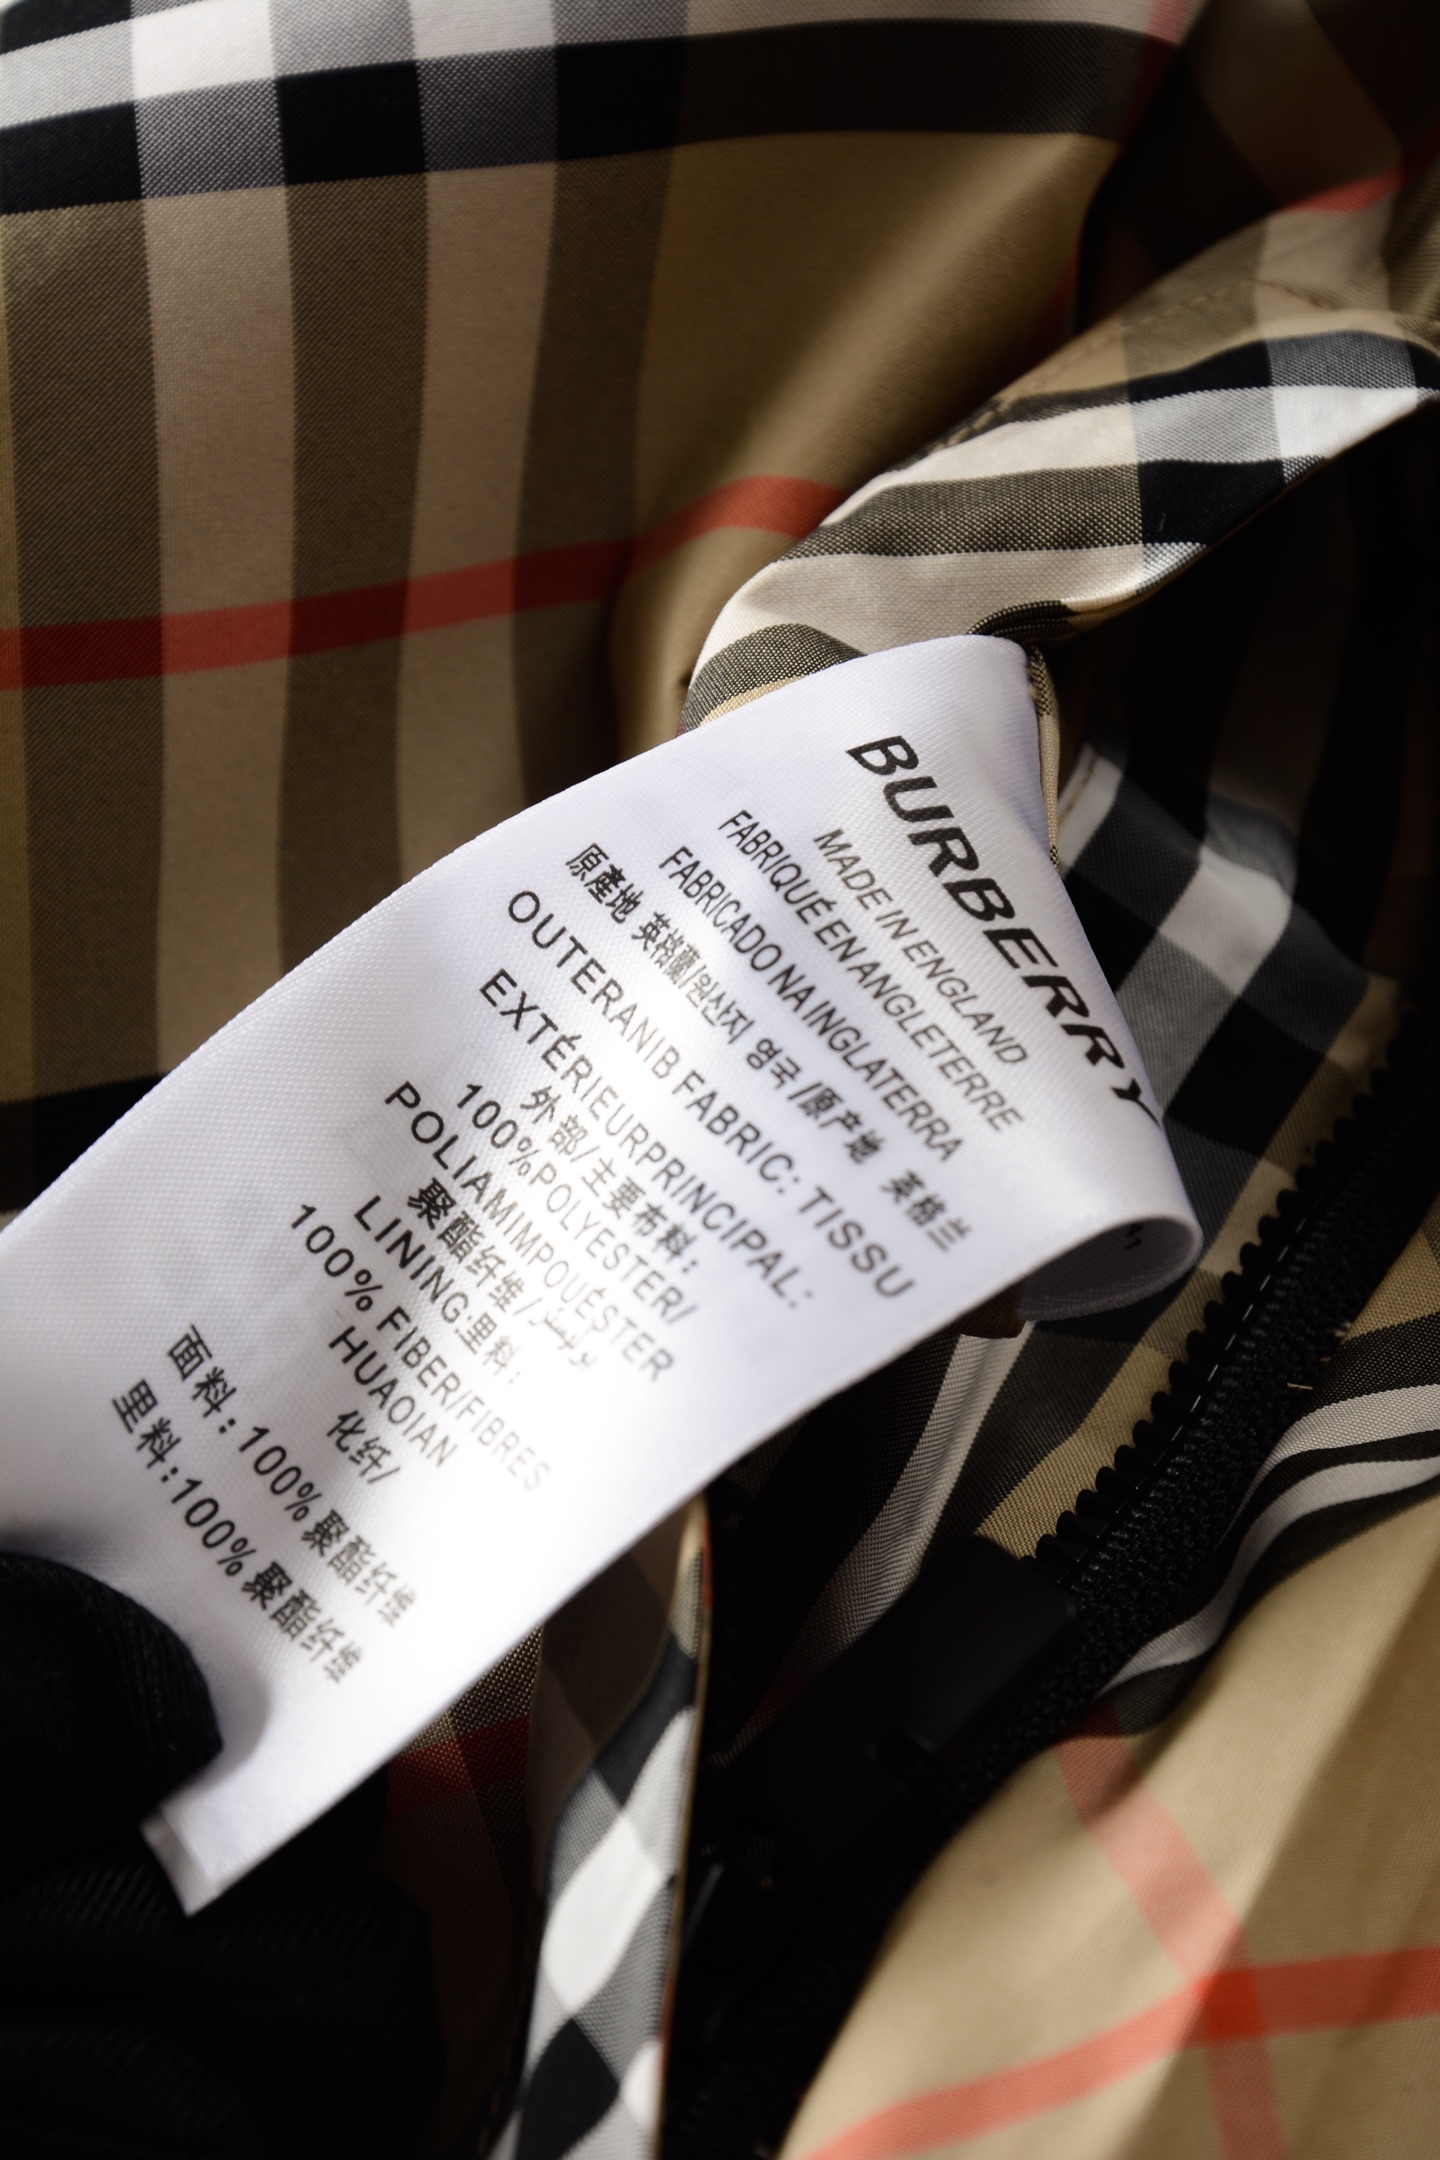 BURBERRY
MADE IN ENGLAND
FABRIQUÉ EN ANGLETERRE
FABRICADO NA INGLATERRA
原產地 英格蘭/원산지 영국/原产地 英格兰
OUTERANIB FABRIC: TISSU
EXTÉRIEURPRINCIPAL:
外部/主要布料:
100%POLYESTER/
POLIAMIMPOUÉSTER
聚酯纤维/بوليستر
LINING:里料:
100% FIBER/FIBRES
HUAOIAN
化纤/
面料:100%聚酯纤维
里料:100%聚酯纤维